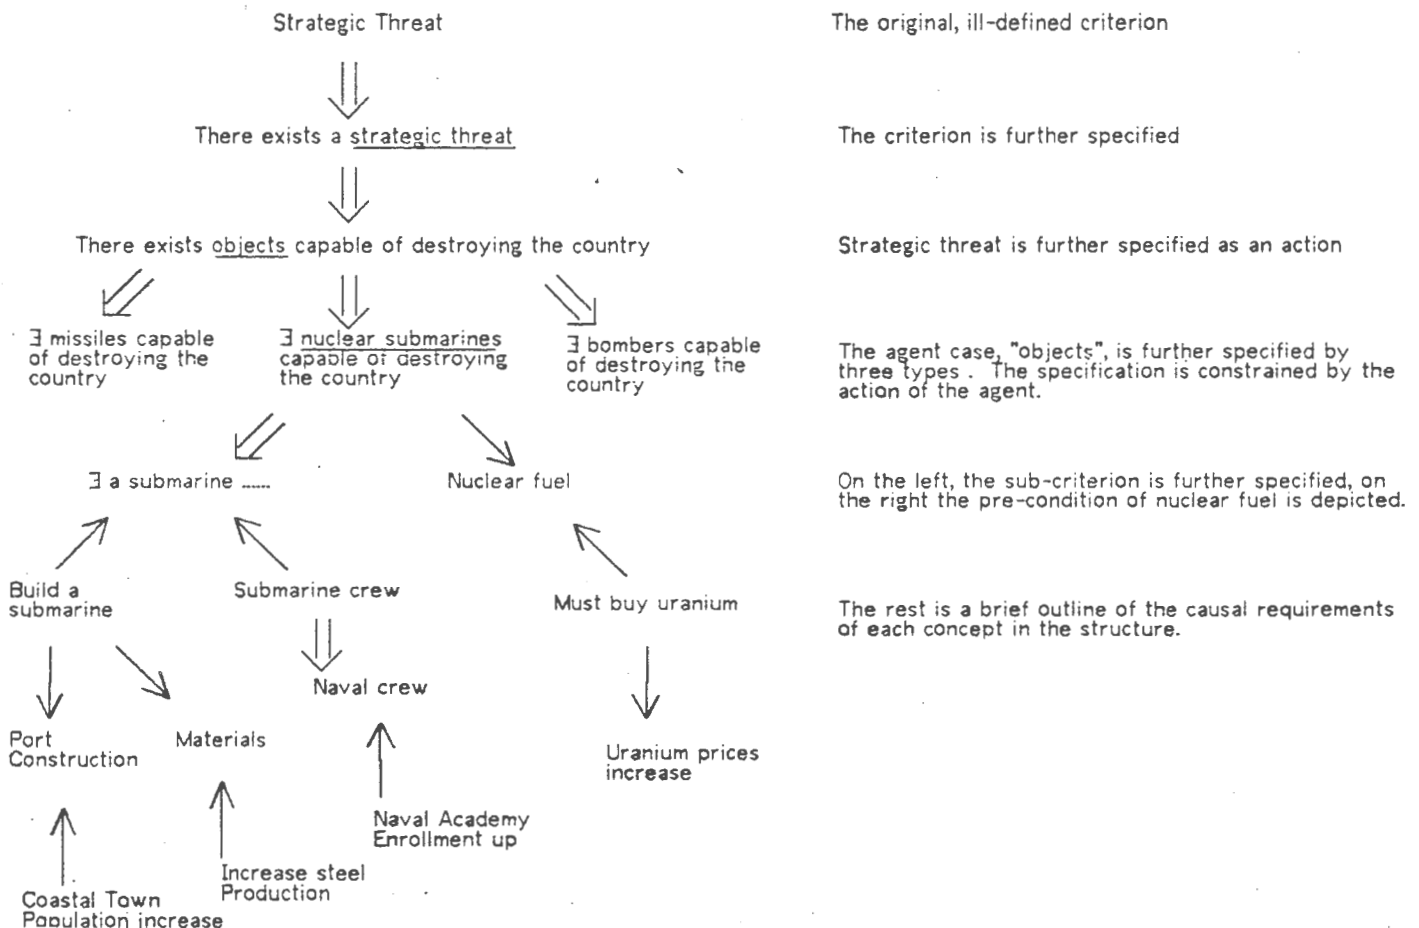 Strategic Threat
The original, ill-defined criterion
There exists a strategic threat
The criterion is further specified
There exists objects capable of destroying the country
Strategic threat is further specified as an action
∃ missiles capable
of destroying the
country
∃ nuclear submarines
capable of destroying
the country
∃ bombers capable
of destroying the
country
The agent case, "objects", is further specified by
three types . The specification is constrained by the
action of the agent.
∃ a submarine ......
Nuclear fuel
On the left, the sub-criterion is further specified, on
the right the pre-condition of nuclear fuel is depicted.
Build a
submarine
Submarine crew
Must buy uranium
The rest is a brief outline of the causal requirements
of each concept in the structure.
Naval crew
Port
Construction
Materials
Uranium prices
increase
Naval Academy
Enrollment up
Increase steel
Production
Coastal Town
Population increase